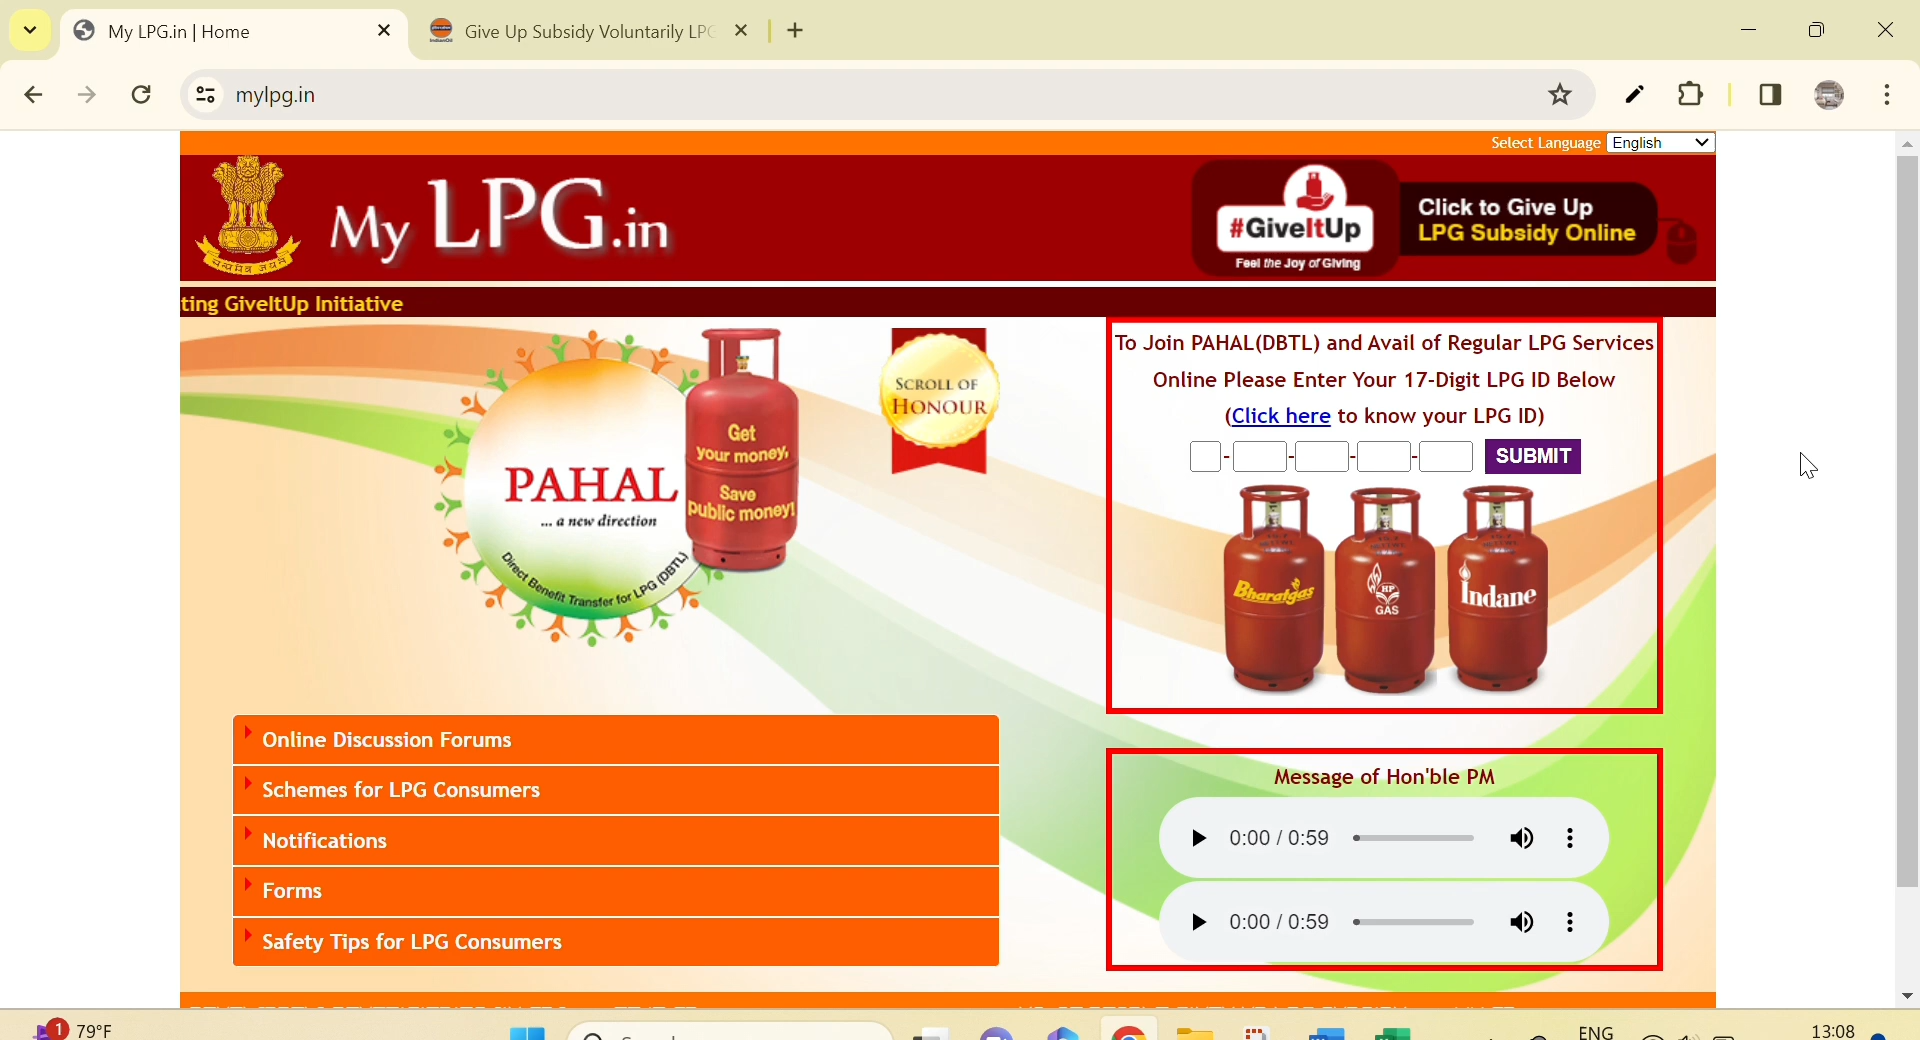 My LPG.in | Home
Give Up Subsidy Voluntarily LPG
mylpg.in
Select Language English
सत्यमेव जयते
My LPG.in
#GiveItUp
Feel the Joy of Giving
Click to Give Up
LPG Subsidy Online
ting GiveItUp Initiative
PAHAL
... a new direction
Direct Benefit Transfer for LPG (DBTL)
Get
your money,
Save
public money!
SCROLL OF
HONOUR
To Join PAHAL(DBTL) and Avail of Regular LPG Services
Online Please Enter Your 17-Digit LPG ID Below
(Click here to know your LPG ID)
- - - - SUBMIT
Bharatgas
HP
GAS
Indane
Online Discussion Forums
Schemes for LPG Consumers
Notifications
Forms
Safety Tips for LPG Consumers
Message of Hon'ble PM
0:00 / 0:59
0:00 / 0:59
1 79°F
ENG
13:08